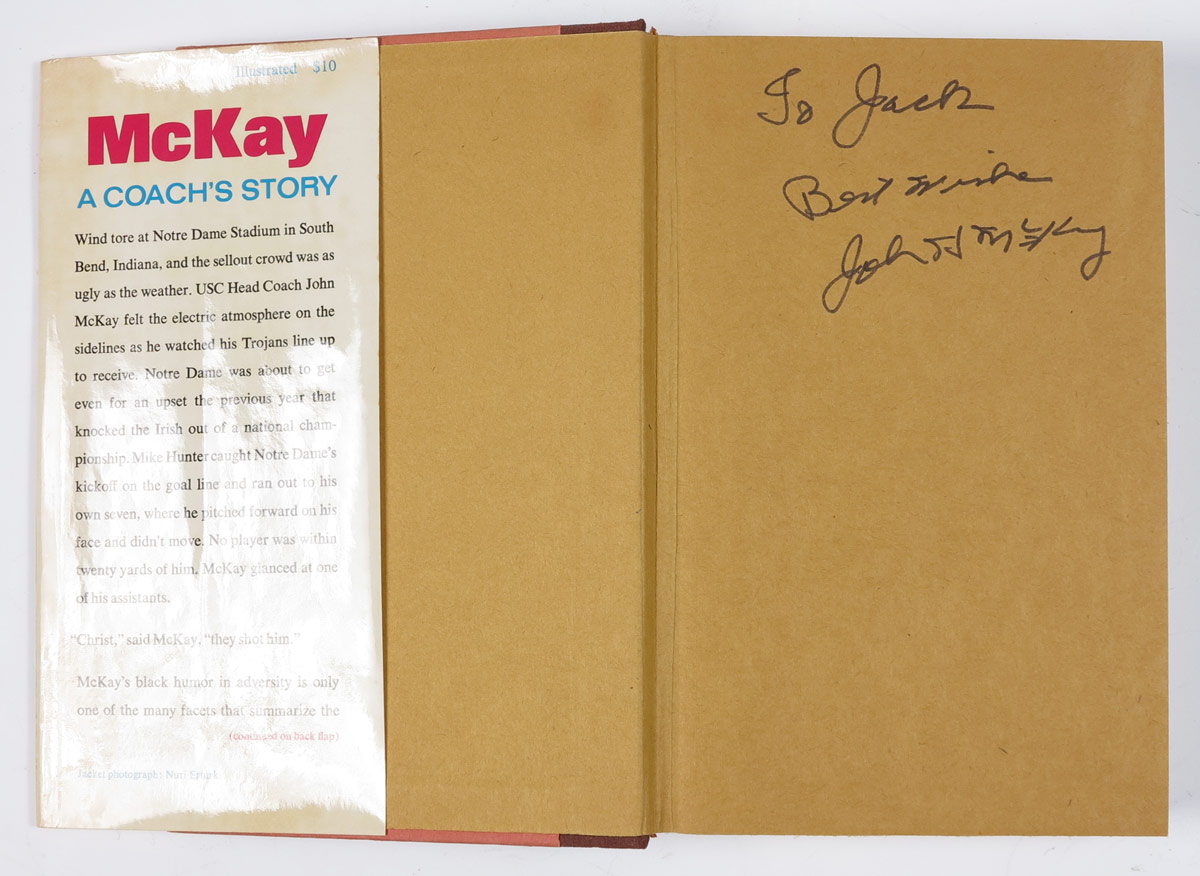 Illustrated $10
McKay
A COACH'S STORY
Wind tore at Notre Dame Stadium in South
Bend, Indiana, and the sellout crowd was as
ugly as the weather. USC Head Coach John
McKay felt the electric atmosphere on the
sidelines as he watched his Trojans line up
to receive. Notre Dame was about to get
even for an upset the previous year that
knocked the Irish out of a national cham-
pionship. Mike Hunter caught Notre Dame's
kickoff on the goal line and ran out to his
own seven, where he pitched forward on his
face and didn't move. No player was within
twenty yards of him. McKay glanced at one
of his assistants.
"Christ," said McKay, "they shot him."
McKay's black humor in adversity is only
one of the many facets that summarize the
(continued on back flap)
Jacket photograph: Nuri
To Jack
Best Wishes
John H McKay